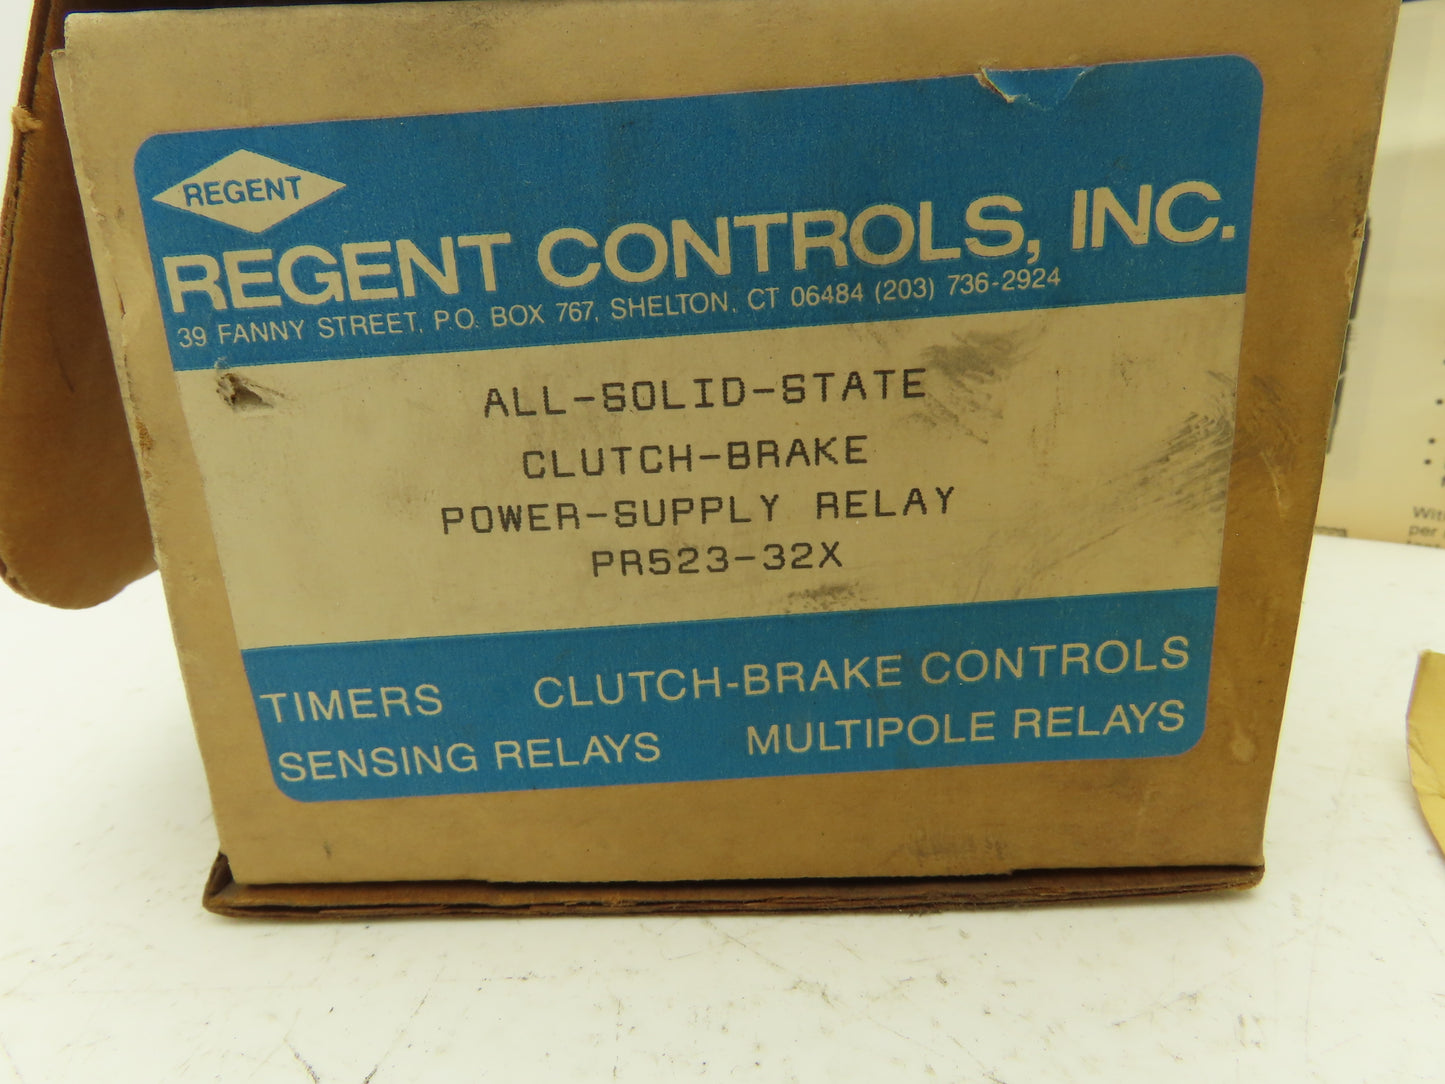 REGENT
REGENT CONTROLS, INC.
39 FANNY STREET, P.O. BOX 767, SHELTON, CT 06484 (203) 736-2924
ALL-SOLID-STATE
CLUTCH-BRAKE
POWER-SUPPLY RELAY
PR523-32X
TIMERS CLUTCH-BRAKE CONTROLS
SENSING RELAYS MULTIPOLE RELAYS
per